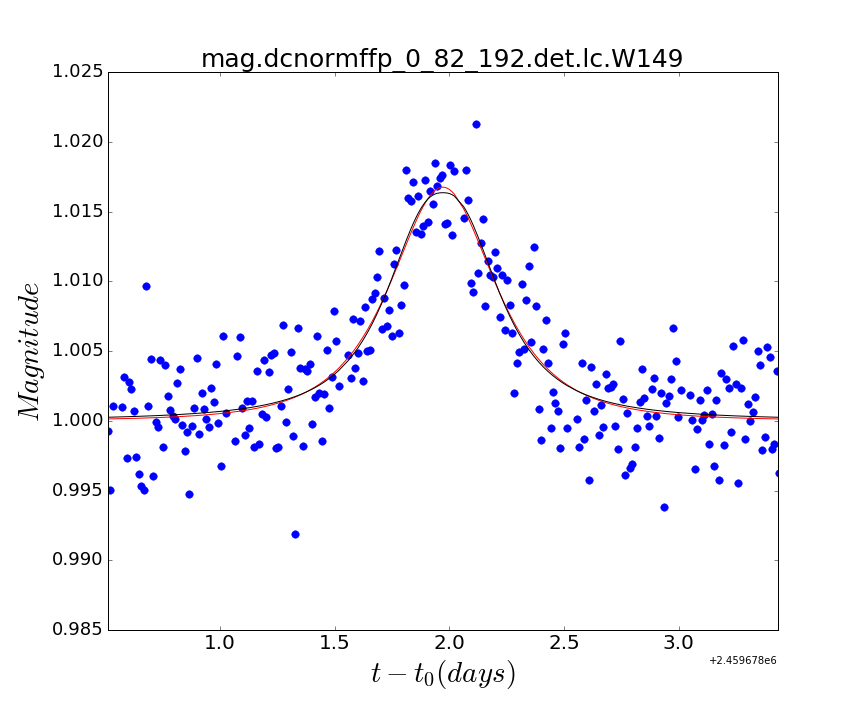 mag.dcnormffp_0_82_192.det.lc.W149
1.025
1.020
1.015
1.010
1.005
1.000
0.995
0.990
0.985
Magnitude
1.0 1.5 2.0 2.5 3.0
+2.459678e6
t − t₀(days)